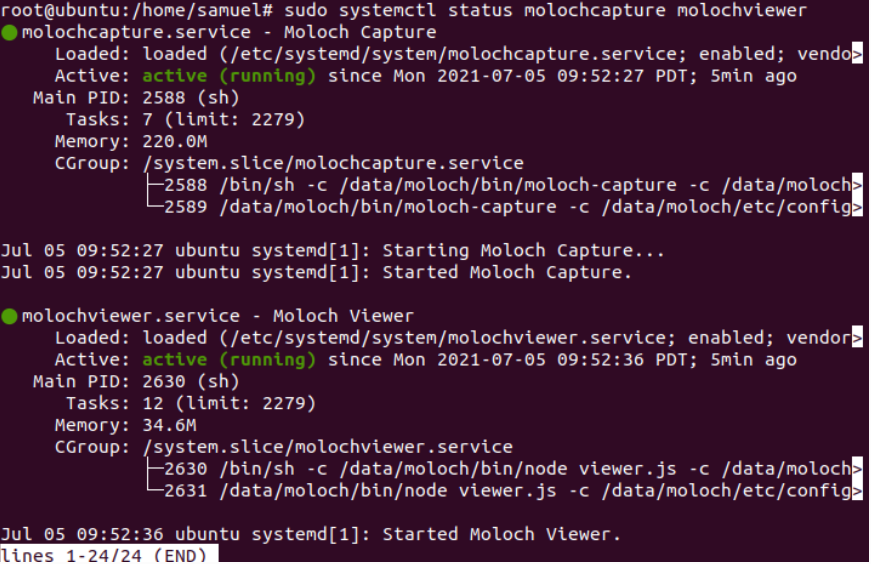 root@ubuntu:/home/samuel# sudo systemctl status molochcapture molochviewer
●molochcapture.service - Moloch Capture
     Loaded: loaded (/etc/systemd/system/molochcapture.service; enabled; vendo>
     Active: active (running) since Mon 2021-07-05 09:52:27 PDT; 5min ago
   Main PID: 2588 (sh)
      Tasks: 7 (limit: 2279)
     Memory: 220.0M
     CGroup: /system.slice/molochcapture.service
             ├─2588 /bin/sh -c /data/moloch/bin/moloch-capture -c /data/moloch>
             └─2589 /data/moloch/bin/moloch-capture -c /data/moloch/etc/config>
Jul 05 09:52:27 ubuntu systemd[1]: Starting Moloch Capture...
Jul 05 09:52:27 ubuntu systemd[1]: Started Moloch Capture.
●molochviewer.service - Moloch Viewer
     Loaded: loaded (/etc/systemd/system/molochviewer.service; enabled; vendor>
     Active: active (running) since Mon 2021-07-05 09:52:36 PDT; 5min ago
   Main PID: 2630 (sh)
      Tasks: 12 (limit: 2279)
     Memory: 34.6M
     CGroup: /system.slice/molochviewer.service
             ├─2630 /bin/sh -c /data/moloch/bin/node viewer.js -c /data/moloch>
             └─2631 /data/moloch/bin/node viewer.js -c /data/moloch/etc/config>
Jul 05 09:52:36 ubuntu systemd[1]: Started Moloch Viewer.
lines 1-24/24 (END)